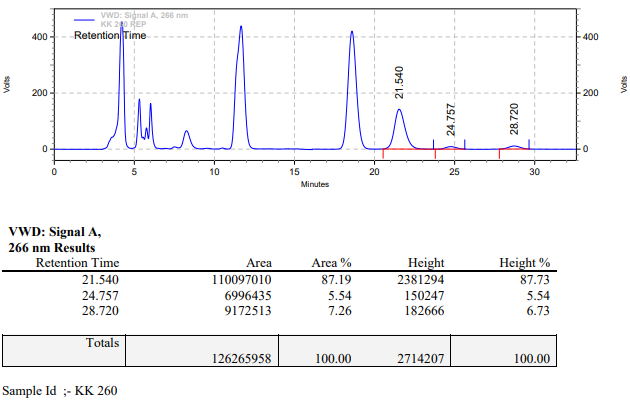 VWD: Signal A, 266 nm
KK 260 REP
Retention Time
400
200
0
Volts
21.540
24.757
28.720
400
200
0
Volts
0 5 10 15 20 25 30
Minutes
VWD: Signal A,
266 nm Results
Retention Time Area Area % Height Height %
21.540 110097010 87.19 2381294 87.73
24.757 6996435 5.54 150247 5.54
28.720 9172513 7.26 182666 6.73
Totals
126265958 100.00 2714207 100.00
Sample Id ;- KK 260